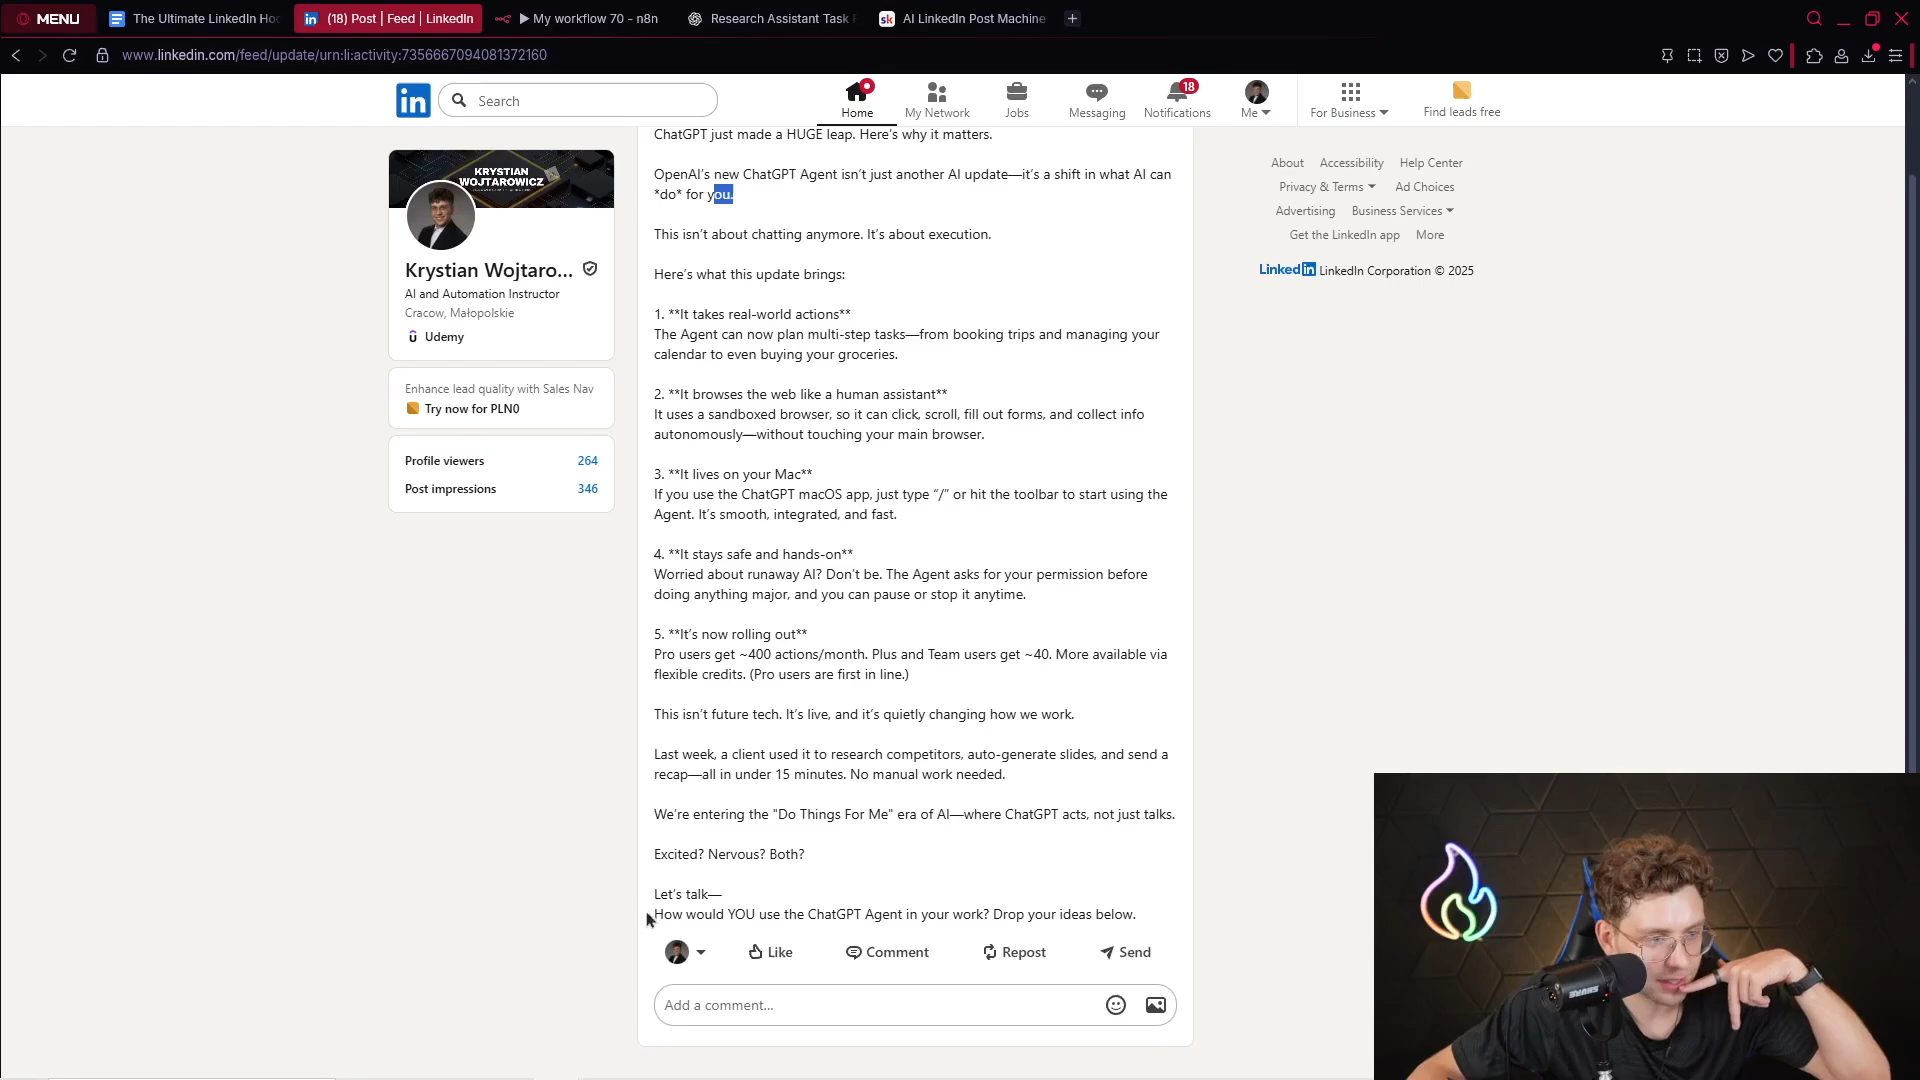 MENU
The Ultimate LinkedIn Hoo
(18) Post | Feed | LinkedIn
My workflow 70 - n8n
Research Assistant Task
AI LinkedIn Post Machine
www.linkedin.com/feed/update/urn:li:activity:7356667094081372160
in
Search
Home
My Network
Jobs
Messaging
18
Notifications
Me
For Business
Find leads free
KRYSTIAN
WOJTAROWICZ
Krystian Wojtaro...
AI and Automation Instructor
Cracow, Małopolskie
Udemy
Enhance lead quality with Sales Nav
Try now for PLN0
Profile viewers 264
Post impressions 346
ChatGPT just made a HUGE leap. Here's why it matters.
OpenAI's new ChatGPT Agent isn't just another AI update—it's a shift in what AI can
*do* for you.
This isn't about chatting anymore. It's about execution.
Here's what this update brings:
1. **It takes real-world actions**
The Agent can now plan multi-step tasks—from booking trips and managing your
calendar to even buying your groceries.
2. **It browses the web like a human assistant**
It uses a sandboxed browser, so it can click, scroll, fill out forms, and collect info
autonomously—without touching your main browser.
3. **It lives on your Mac**
If you use the ChatGPT macOS app, just type “/” or hit the toolbar to start using the
Agent. It's smooth, integrated, and fast.
4. **It stays safe and hands-on**
Worried about runaway AI? Don't be. The Agent asks for your permission before
doing anything major, and you can pause or stop it anytime.
5. **It's now rolling out**
Pro users get ~400 actions/month. Plus and Team users get ~40. More available via
flexible credits. (Pro users are first in line.)
This isn't future tech. It's live, and it's quietly changing how we work.
Last week, a client used it to research competitors, auto-generate slides, and send a
recap—all in under 15 minutes. No manual work needed.
We're entering the "Do Things For Me" era of AI—where ChatGPT acts, not just talks.
Excited? Nervous? Both?
Let's talk—
How would YOU use the ChatGPT Agent in your work? Drop your ideas below.
Like
Comment
Repost
Send
Add a comment...
About Accessibility Help Center
Privacy & Terms Ad Choices
Advertising Business Services
Get the LinkedIn app More
LinkedIn LinkedIn Corporation © 2025
SHURE